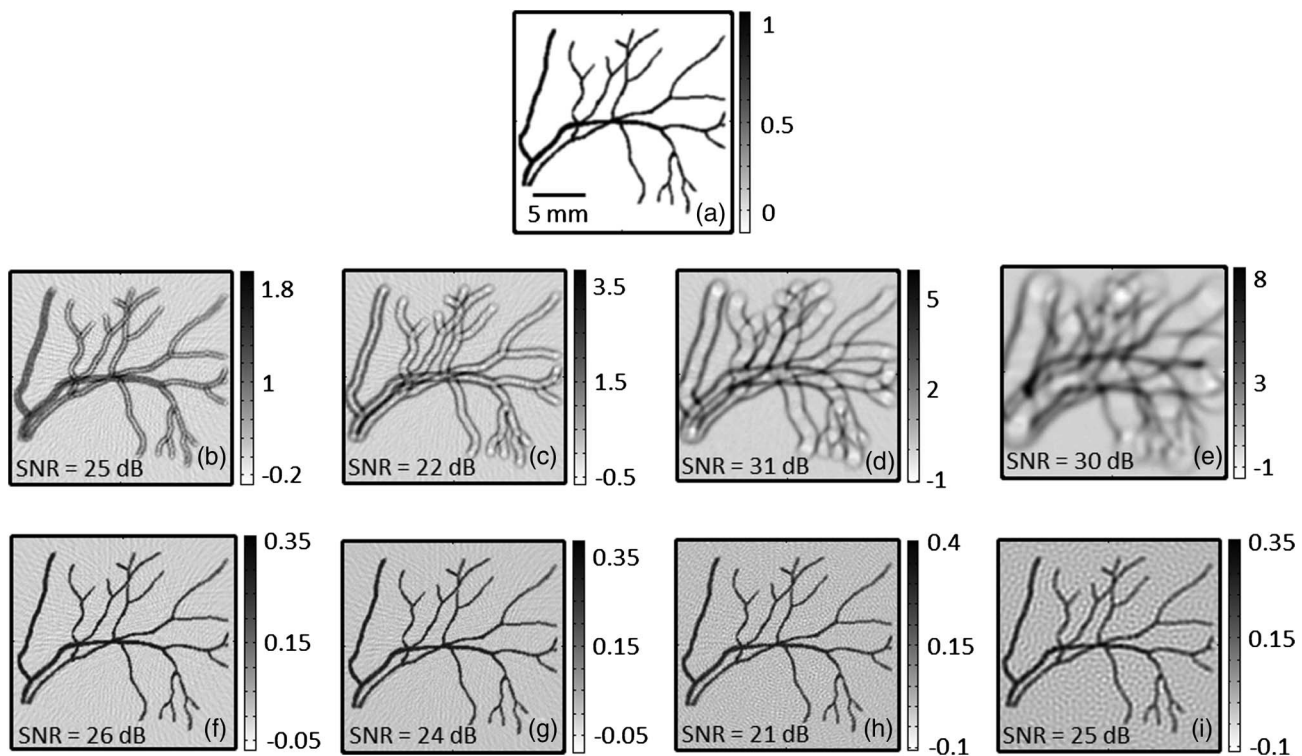 1
0.5
0
5 mm
(a)
1.8
1
-0.2
SNR = 25 dB
(b)
3.5
1.5
-0.5
SNR = 22 dB
(c)
5
2
-1
SNR = 31 dB
(d)
8
3
-1
SNR = 30 dB
(e)
0.35
0.15
-0.05
SNR = 26 dB
(f)
0.35
0.15
-0.05
SNR = 24 dB
(g)
0.4
0.15
-0.1
SNR = 21 dB
(h)
0.35
0.15
-0.1
SNR = 25 dB
(i)